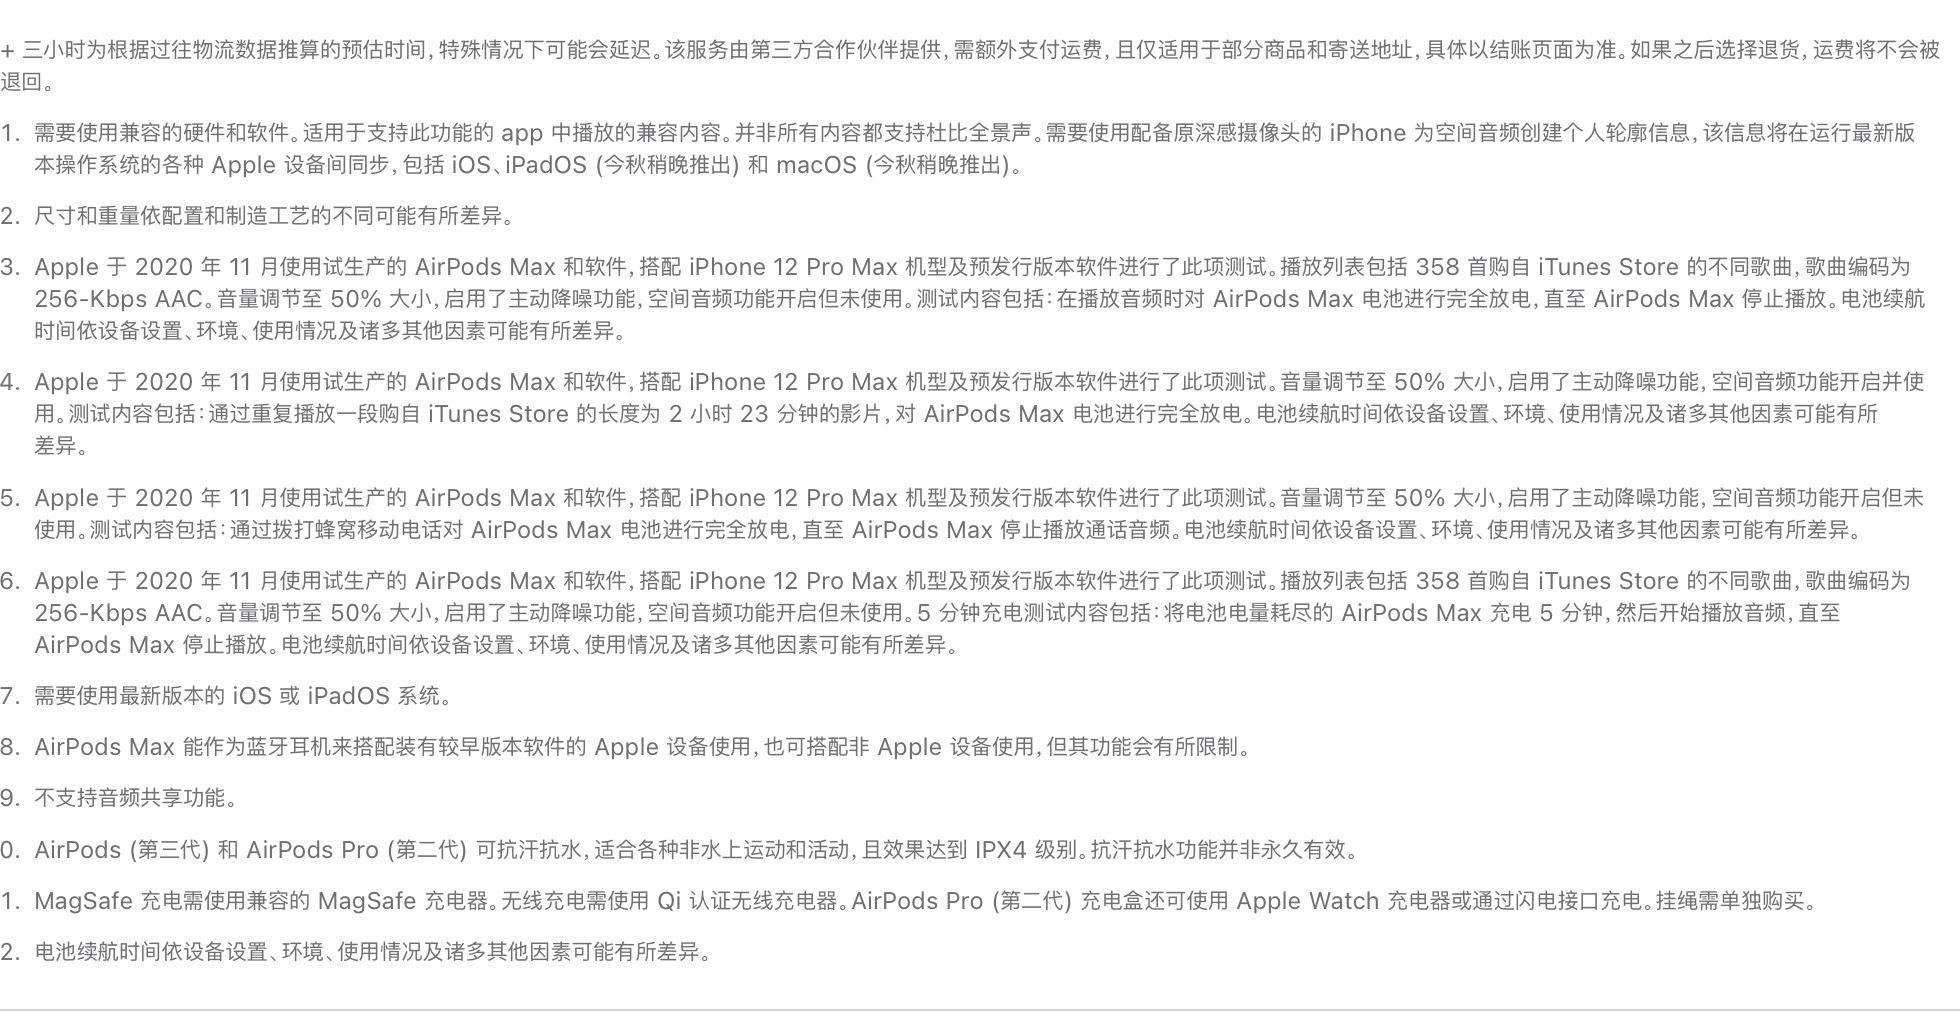 + 三小时为根据过往物流数据推算的预估时间，特殊情况下可能会延迟。该服务由第三方合作伙伴提供，需额外支付运费，且仅适用于部分商品和寄送地址，具体以结账页面为准。如果之后选择退货，运费将不会被
退回。
1. 需要使用兼容的硬件和软件。适用于支持此功能的 app 中播放的兼容内容。并非所有内容都支持杜比全景声。需要使用配备原深感摄像头的 iPhone 为空间音频创建个人轮廓信息，该信息将在运行最新版
本操作系统的各种 Apple 设备间同步，包括 iOS、iPadOS (今秋稍晚推出) 和 macOS (今秋稍晚推出)。
2. 尺寸和重量依配置和制造工艺的不同可能有所差异。
3. Apple 于 2020 年 11 月使用试生产的 AirPods Max 和软件，搭配 iPhone 12 Pro Max 机型及预发行版本软件进行了此项测试。播放列表包括 358 首购自 iTunes Store 的不同歌曲，歌曲编码为
256-Kbps AAC。音量调节至 50% 大小，启用了主动降噪功能，空间音频功能开启但未使用。测试内容包括：在播放音频时对 AirPods Max 电池进行完全放电，直至 AirPods Max 停止播放。电池续航
时间依设备设置、环境、使用情况及诸多其他因素可能有所差异。
4. Apple 于 2020 年 11 月使用试生产的 AirPods Max 和软件，搭配 iPhone 12 Pro Max 机型及预发行版本软件进行了此项测试。音量调节至 50% 大小，启用了主动降噪功能，空间音频功能开启并使
用。测试内容包括：通过重复播放一段购自 iTunes Store 的长度为 2 小时 23 分钟的影片，对 AirPods Max 电池进行完全放电。电池续航时间依设备设置、环境、使用情况及诸多其他因素可能有所
差异。
5. Apple 于 2020 年 11 月使用试生产的 AirPods Max 和软件，搭配 iPhone 12 Pro Max 机型及预发行版本软件进行了此项测试。音量调节至 50% 大小，启用了主动降噪功能，空间音频功能开启但未
使用。测试内容包括：通过拨打蜂窝移动电话对 AirPods Max 电池进行完全放电，直至 AirPods Max 停止播放通话音频。电池续航时间依设备设置、环境、使用情况及诸多其他因素可能有所差异。
6. Apple 于 2020 年 11 月使用试生产的 AirPods Max 和软件，搭配 iPhone 12 Pro Max 机型及预发行版本软件进行了此项测试。播放列表包括 358 首购自 iTunes Store 的不同歌曲，歌曲编码为
256-Kbps AAC。音量调节至 50% 大小，启用了主动降噪功能，空间音频功能开启但未使用。5 分钟充电测试内容包括：将电池电量耗尽的 AirPods Max 充电 5 分钟，然后开始播放音频，直至
AirPods Max 停止播放。电池续航时间依设备设置、环境、使用情况及诸多其他因素可能有所差异。
7. 需要使用最新版本的 iOS 或 iPadOS 系统。
8. AirPods Max 能作为蓝牙耳机来搭配装有较早版本软件的 Apple 设备使用，也可搭配非 Apple 设备使用，但其功能会有所限制。
9. 不支持音频共享功能。
0. AirPods (第三代) 和 AirPods Pro (第二代) 可抗汗抗水，适合各种非水上运动和活动，且效果达到 IPX4 级别。抗汗抗水功能并非永久有效。
1. MagSafe 充电需使用兼容的 MagSafe 充电器。无线充电需使用 Qi 认证无线充电器。AirPods Pro (第二代) 充电盒还可使用 Apple Watch 充电器或通过闪电接口充电。挂绳需单独购买。
2. 电池续航时间依设备设置、环境、使用情况及诸多其他因素可能有所差异。